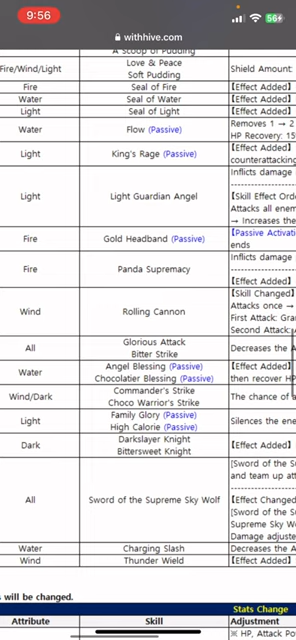 9:56
56
withhive.com
A Scoop of Pudding
Fire/Wind/Light
Love & Peace
Soft Pudding
Shield Amount:
Fire Seal of Fire 【Effect Added】
Water Seal of Water 【Effect Added】
Light Seal of Light 【Effect Added】
Water Flow (Passive)
Removes 1 → 2
HP Recovery: 15
Light King's Rage (Passive)
【Effect Added】
counterattacking
Light Light Guardian Angel
Inflicts damage
【Skill Effect Orde
Attacks all enem
→ Increases the
Fire Gold Headband (Passive)
【Passive Activati
ends
Fire Panda Supremacy
Inflicts damage
【Effect Added】
Wind Rolling Cannon
【Skill Changed】
Attacks once →
First Attack: Gra
Second Attack:
All
Glorious Attack
Bitter Strike
Decreases the A
Water
Angel Blessing (Passive)
Chocolatier Blessing (Passive)
【Effect Added】
then recover HP
Wind/Dark
Commander's Strike
Choco Warrior's Strike
The chance of a
Light
Family Glory (Passive)
High Calorie (Passive)
Silences the ene
Dark
Darkslayer Knight
Bittersweet Knight
【Effect Added】
All Sword of the Supreme Sky Wolf
[Sword of the Su
and team up att
【Effect Changed
[Sword of the Su
Supreme Sky Wo
Damage adjuste
Water Charging Slash Decreases the A
Wind Thunder Wield 【Effect Added】
s will be changed.
Stats Change
Attribute Skill Adjustment
※ HP, Attack Po